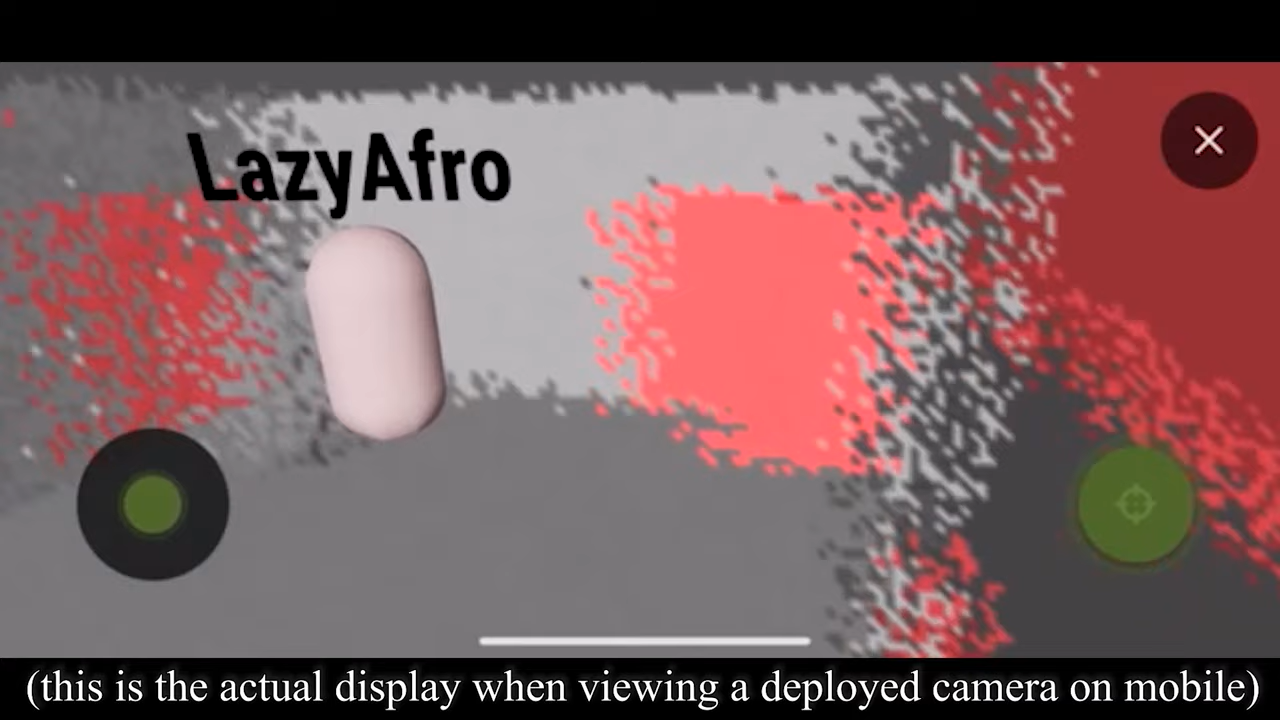 LazyAfro
(this is the actual display when viewing a deployed camera on mobile)